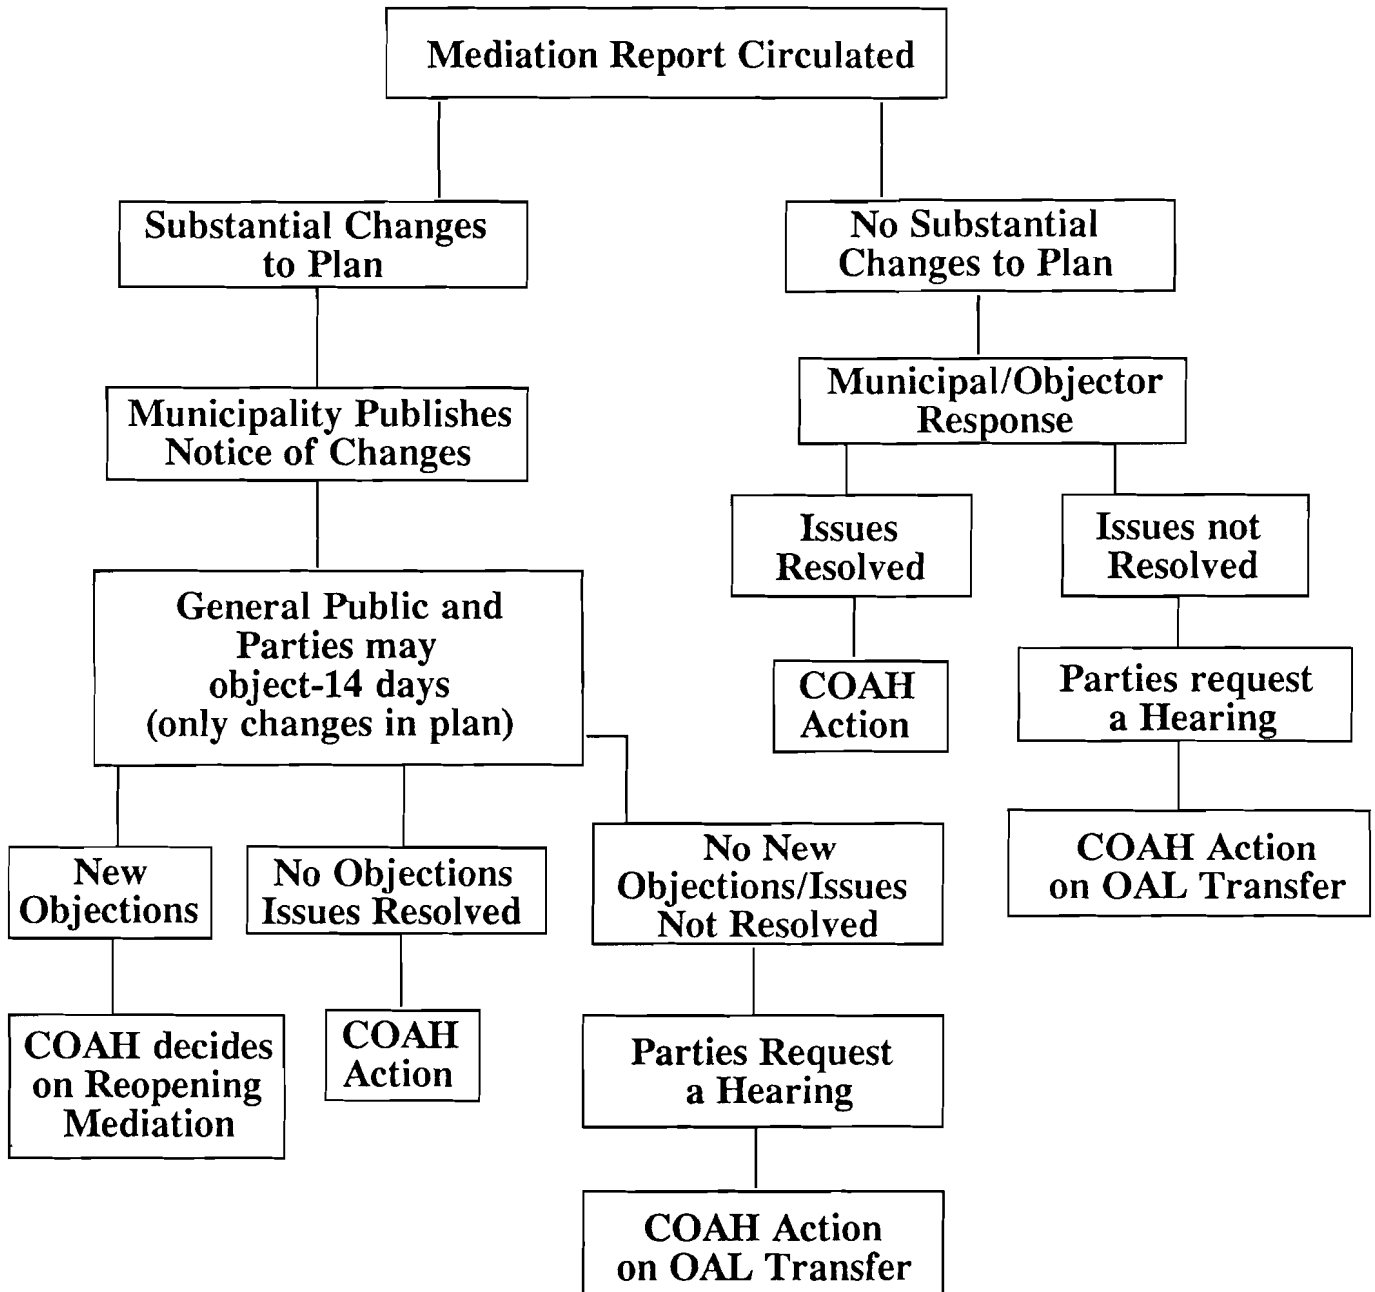 Mediation Report Circulated
Substantial Changes
to Plan
No Substantial
Changes to Plan
Municipality Publishes
Notice of Changes
Municipal/Objector
Response
Issues
Resolved
Issues not
Resolved
General Public and
Parties may
object-14 days
(only changes in plan)
COAH
Action
Parties request
a Hearing
COAH Action
on OAL Transfer
New
Objections
No Objections
Issues Resolved
No New
Objections/Issues
Not Resolved
COAH decides
on Reopening
Mediation
COAH
Action
Parties Request
a Hearing
COAH Action
on OAL Transfer